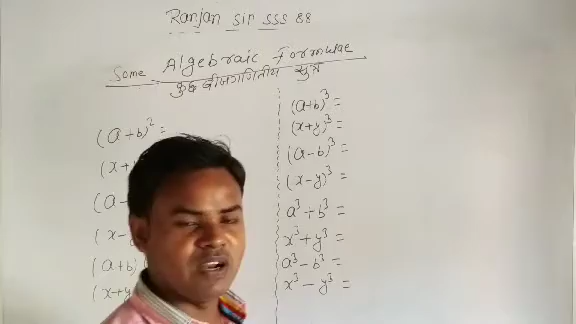 Ranjan sir SSS 88
Some Algebraic Formulae
कुछ बीजगणितीय सूत्र
(a+b)² =
(x+y
(a-
(x-
(a+b)
(x+y
(a+b)³ =
(x+y)³ =
(a-b)³ =
(x-y)³ =
a³+b³ =
x³+y³ =
a³-b³ =
x³-y³ =